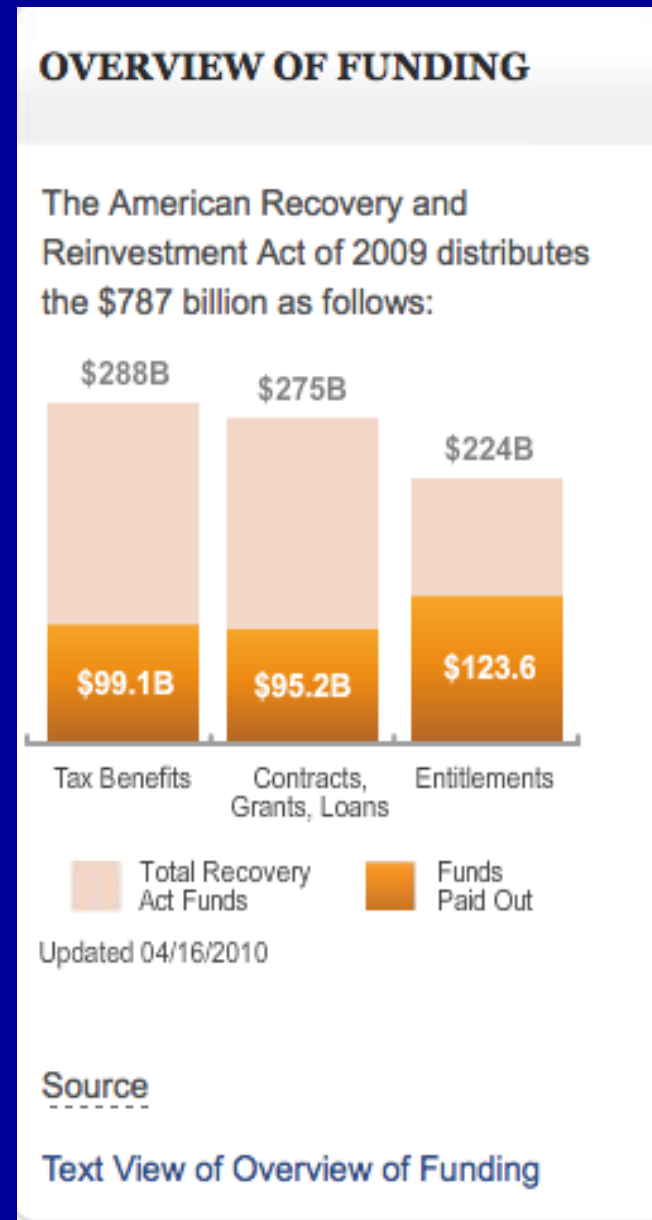 OVERVIEW OF FUNDING
The American Recovery and
Reinvestment Act of 2009 distributes
the $787 billion as follows:
$288B
$275B
$224B
$99.1B
$95.2B
$123.6
Tax Benefits
Contracts,
Grants, Loans
Entitlements
Total Recovery
Act Funds
Funds
Paid Out
Updated 04/16/2010
Source
Text View of Overview of Funding